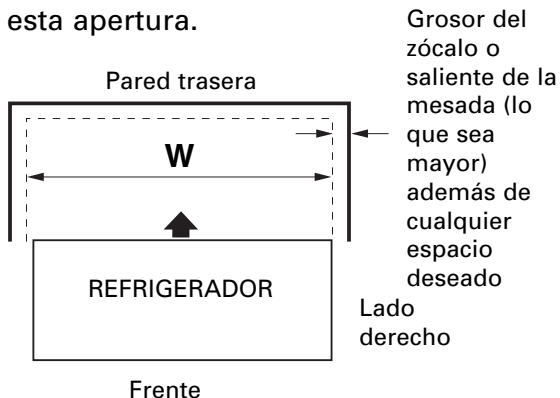 esta apertura.
Grosor del
zócalo o
saliente de la
mesada (lo
que sea
mayor)
además de
cualquier
espacio
deseado
Pared trasera
W
REFRIGERADOR
Lado
derecho
Frente